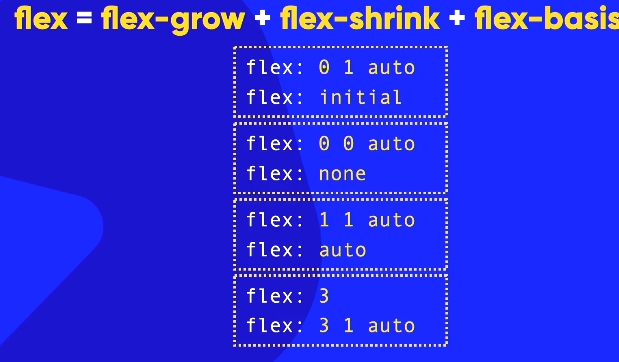 flex = flex-grow + flex-shrink + flex-basis
flex: 0 1 auto
flex: initial
flex: 0 0 auto
flex: none
flex: 1 1 auto
flex: auto
flex: 3
flex: 3 1 auto